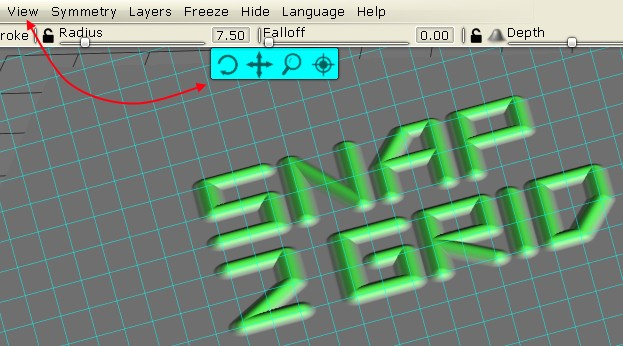 View Symmetry Layers Freeze Hide Language Help
roke Radius 7.50 Falloff 0.00 Depth
SNAP
2 GRID